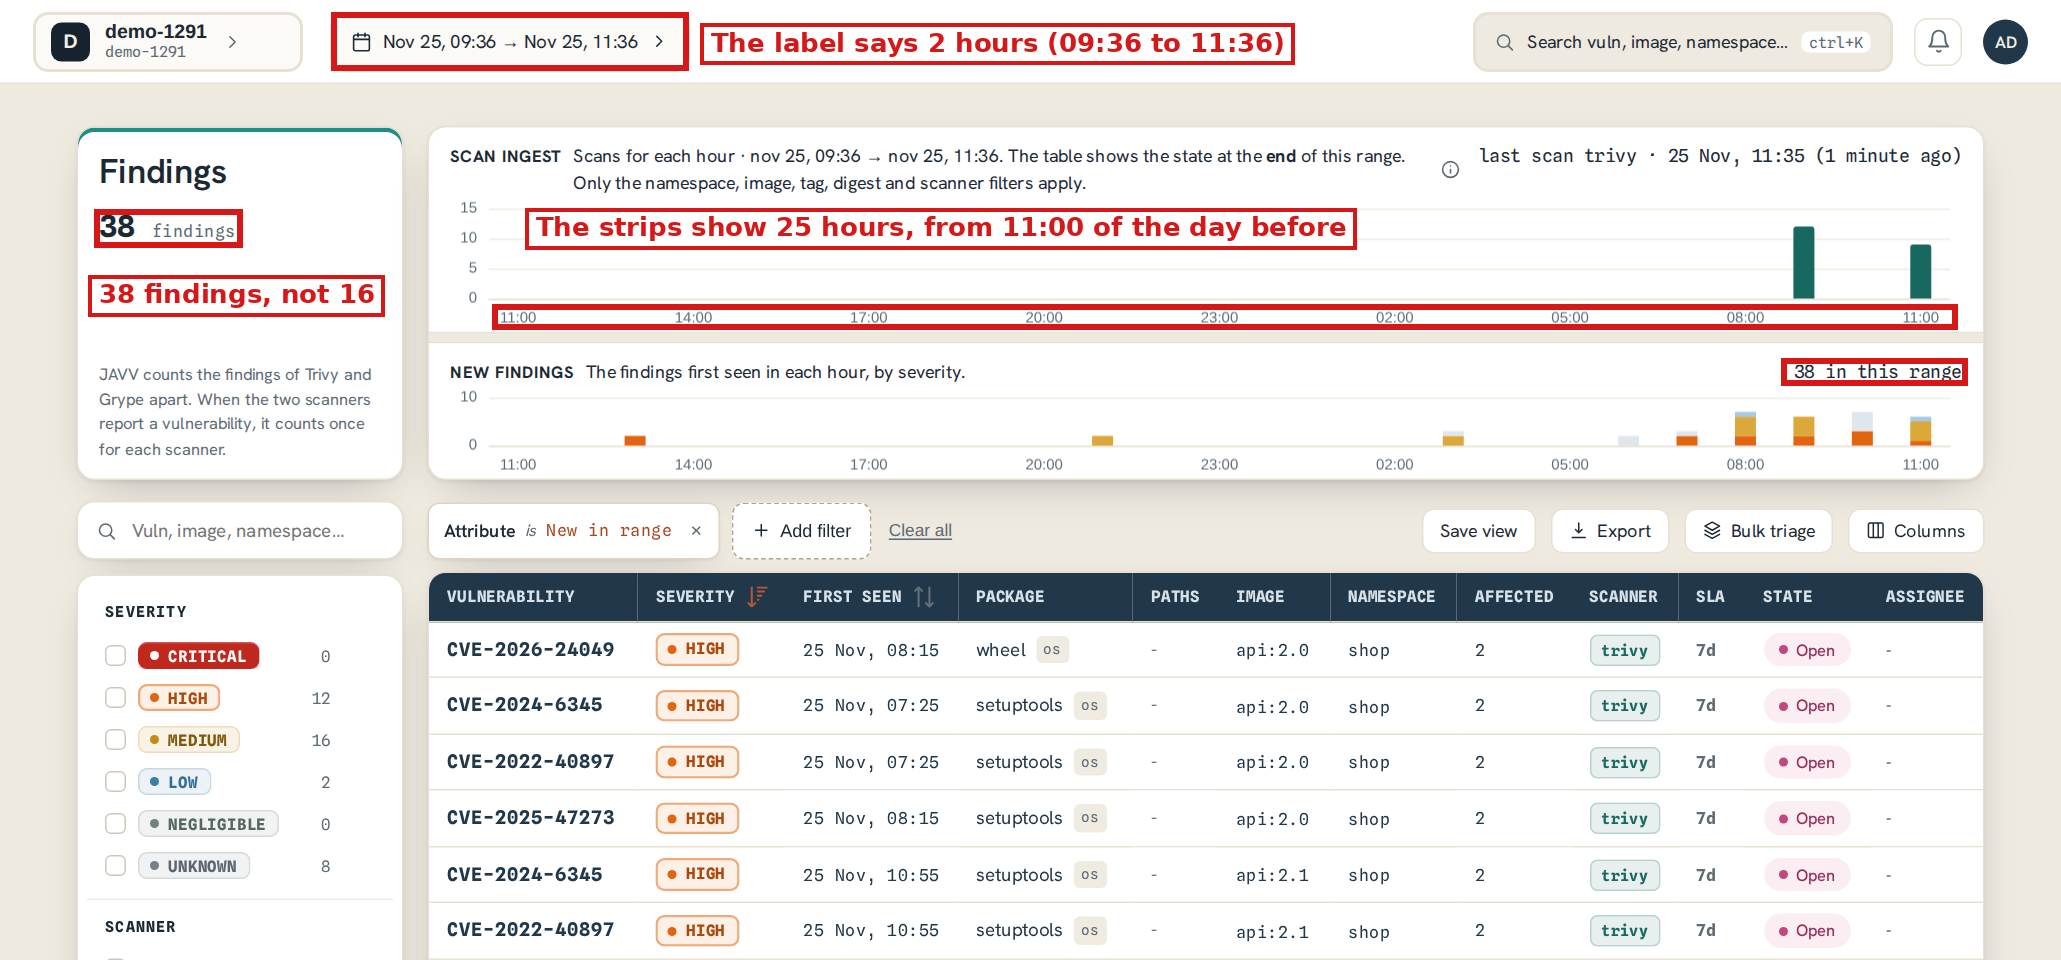 D demo-1291
demo-1291
Nov 25, 09:36 → Nov 25, 11:36
The label says 2 hours (09:36 to 11:36)
Search vuln, image, namespace... ctrl+K
AD
Findings
38 findings
38 findings, not 16
JAVV counts the findings of Trivy and
Grype apart. When the two scanners
report a vulnerability, it counts once
for each scanner.
SCAN INGEST Scans for each hour · nov 25, 09:36 → nov 25, 11:36. The table shows the state at the end of this range.
Only the namespace, image, tag, digest and scanner filters apply.
last scan trivy · 25 Nov, 11:35 (1 minute ago)
15
The strips show 25 hours, from 11:00 of the day before
10
5
0
11:00 14:00 17:00 20:00 23:00 02:00 05:00 08:00 11:00
NEW FINDINGS The findings first seen in each hour, by severity. 38 in this range
10
0
11:00 14:00 17:00 20:00 23:00 02:00 05:00 08:00 11:00
Vuln, image, namespace...
Attribute is New in range × + Add filter Clear all Save view Export Bulk triage Columns
SEVERITY
CRITICAL 0
HIGH 12
MEDIUM 16
LOW 2
NEGLIGIBLE 0
UNKNOWN 8
SCANNER
VULNERABILITY SEVERITY FIRST SEEN PACKAGE PATHS IMAGE NAMESPACE AFFECTED SCANNER SLA STATE ASSIGNEE
CVE-2026-24049 HIGH 25 Nov, 08:15 wheel os - api:2.0 shop 2 trivy 7d Open -
CVE-2024-6345 HIGH 25 Nov, 07:25 setuptools os - api:2.0 shop 2 trivy 7d Open -
CVE-2022-40897 HIGH 25 Nov, 07:25 setuptools os - api:2.0 shop 2 trivy 7d Open -
CVE-2025-47273 HIGH 25 Nov, 08:15 setuptools os - api:2.0 shop 2 trivy 7d Open -
CVE-2024-6345 HIGH 25 Nov, 10:55 setuptools os - api:2.1 shop 2 trivy 7d Open -
CVE-2022-40897 HIGH 25 Nov, 10:55 setuptools os - api:2.1 shop 2 trivy 7d Open -